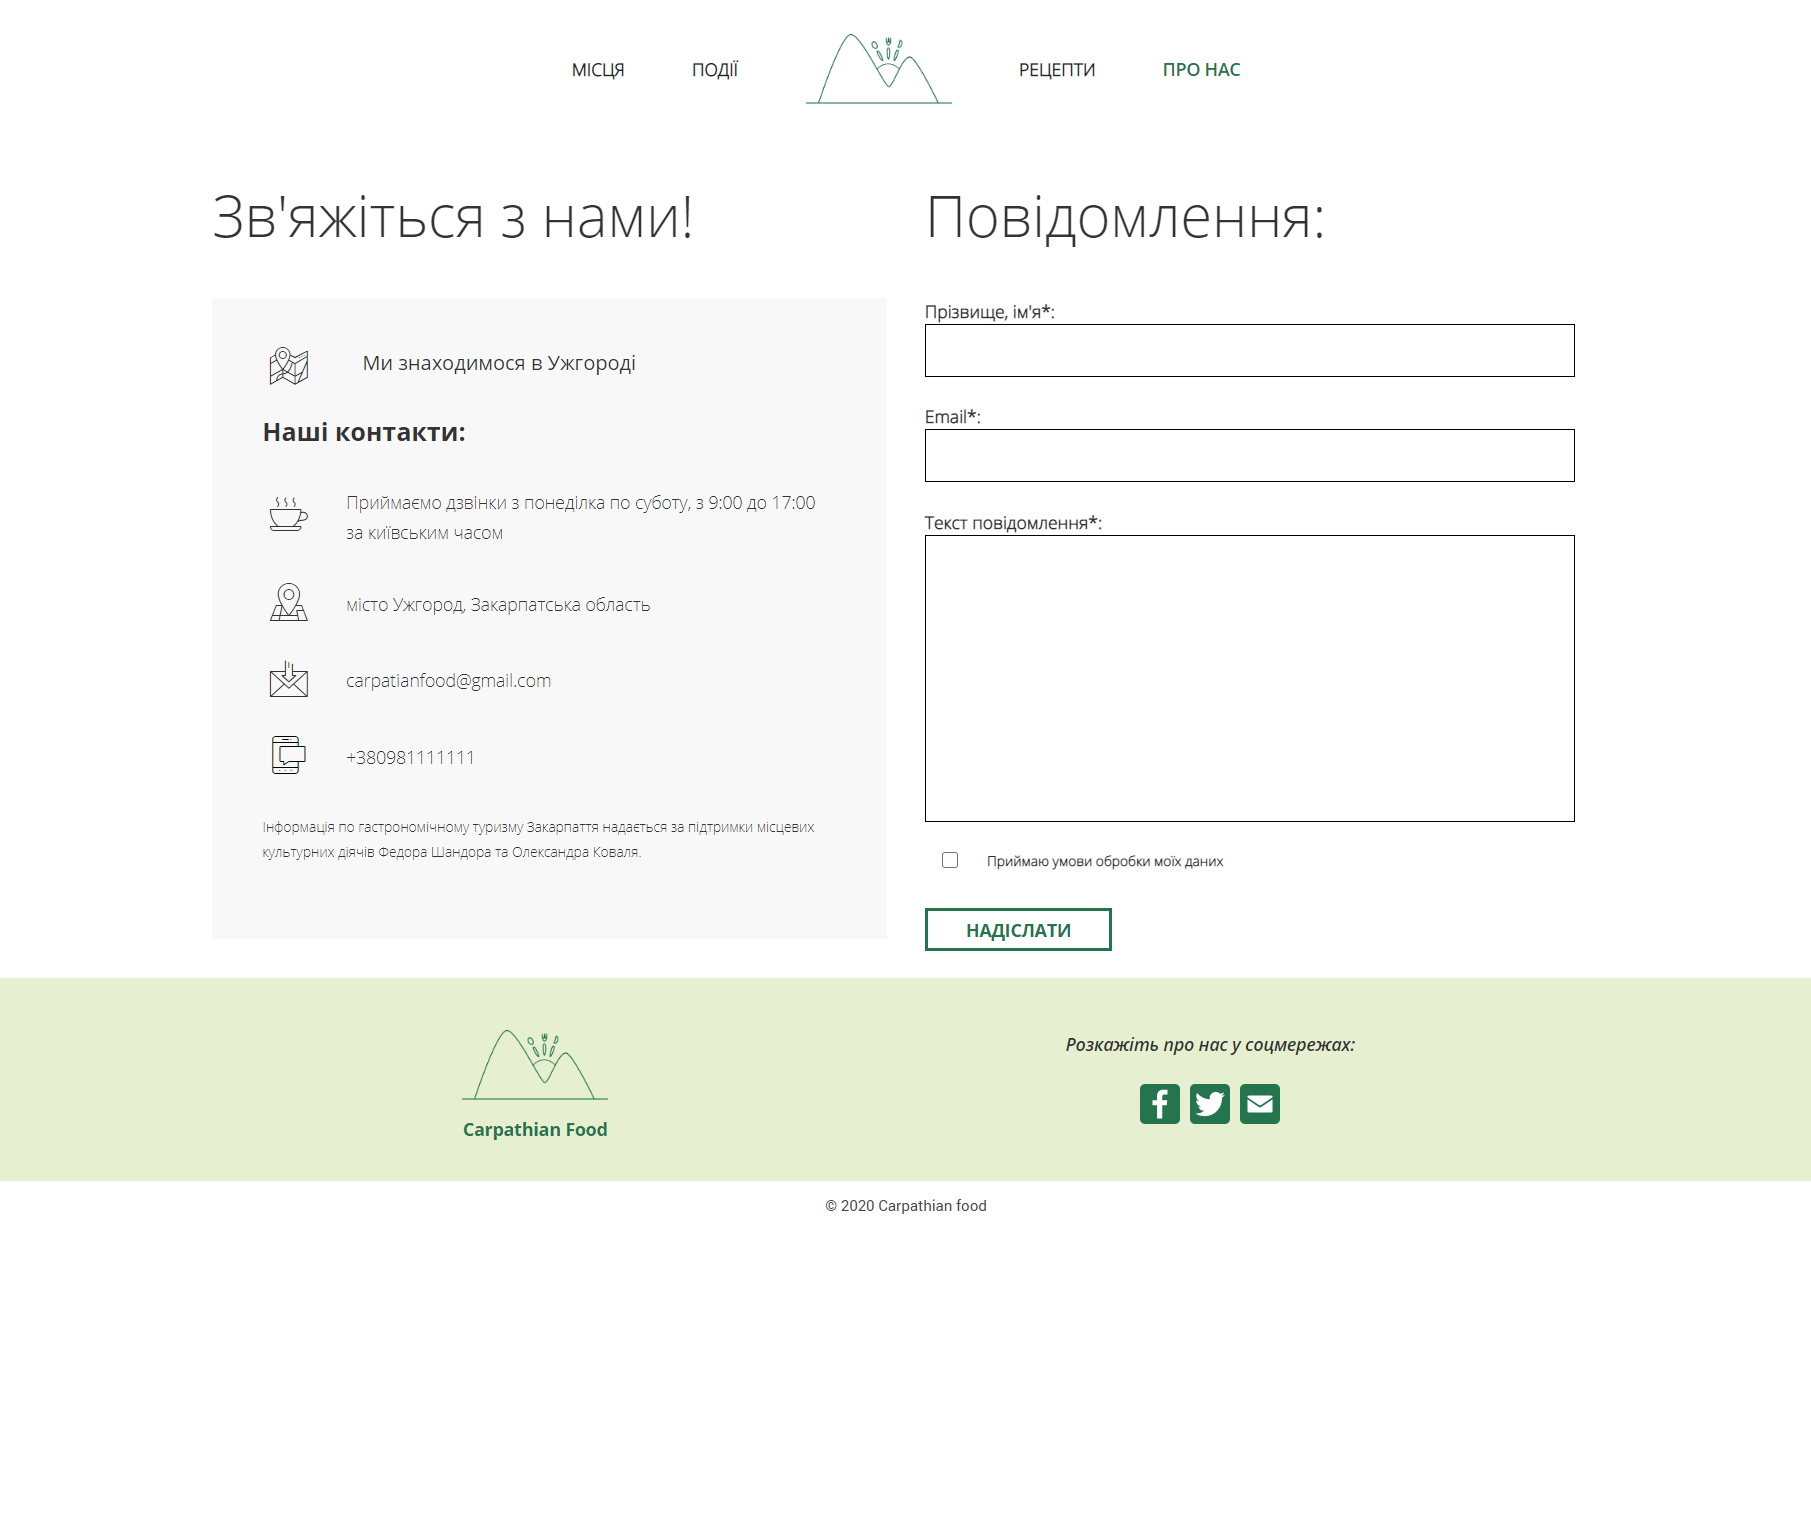 МІСЦЯ
ПОДІЇ
РЕЦЕПТИ
ПРО НАС
Зв'яжіться з нами!
Ми знаходимося в Ужгороді
Наші контакти:
Приймаємо дзвінки з понеділка по суботу, з 9:00 до 17:00
за київським часом
місто Ужгород, Закарпатська область
carpatianfood@gmail.com
+380981111111
Інформація по гастрономічному туризму Закарпаття надається за підтримки місцевих
культурних діячів Федора Шандора та Олександра Коваля.
Повідомлення:
Прізвище, ім'я*:
Email*:
Текст повідомлення*:
Приймаю умови обробки моїх даних
НАДІСЛАТИ
Carpathian Food
Розкажіть про нас у соцмережах:
© 2020 Carpathian food